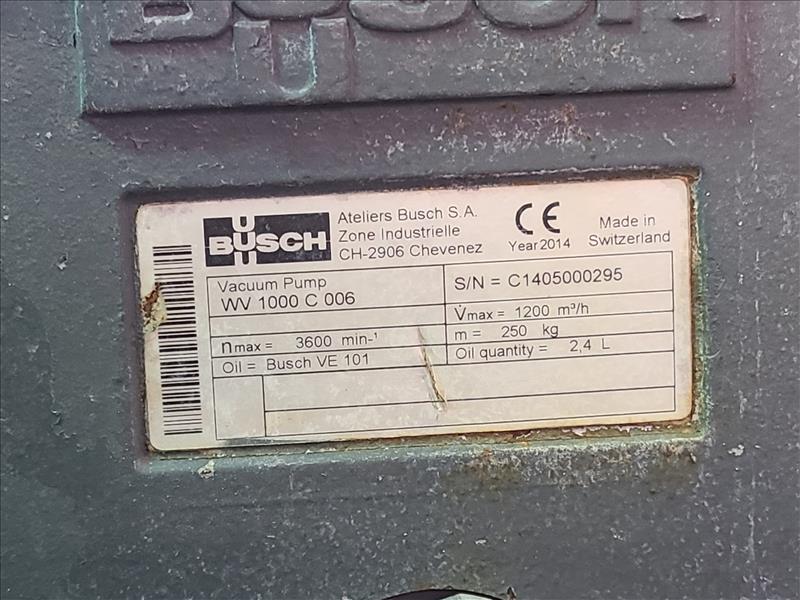 BUSCH
BUSCH
Ateliers Busch S.A.
Zone Industrielle
CH-2906 Chevenez
CE
Year 2014
Made in
Switzerland
Vacuum Pump
WV 1000 C 006
S/N = C1405000295
V̇max = 1200 m³/h
nmax = 3600 min-¹
m = 250 kg
Oil = Busch VE 101
Oil quantity = 2,4 L